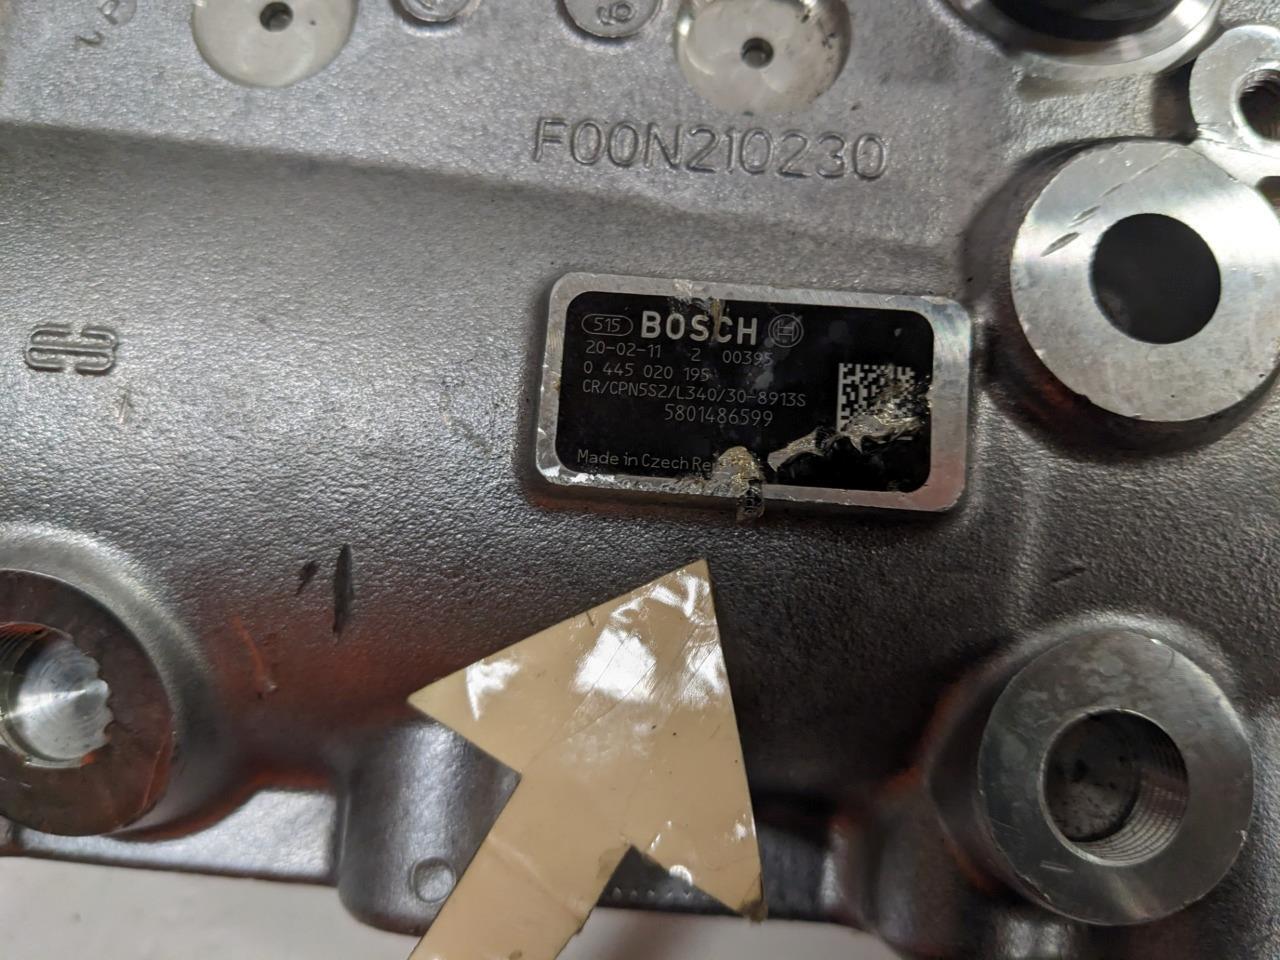 6
F00N210230
515 BOSCH
20-02-11 2 00395
0 445 020 195
CR/CPN5S2/L340/30-8913S
5801486599
Made in Czech